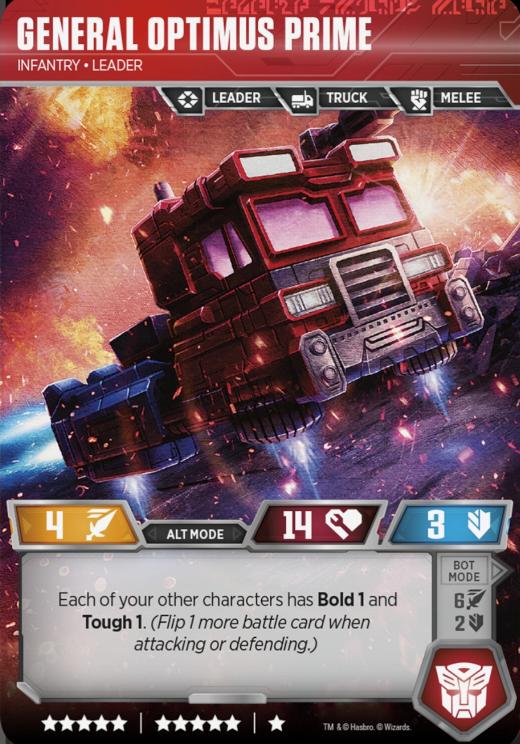 GENERAL OPTIMUS PRIME
INFANTRY • LEADER
LEADER TRUCK MELEE
4 ALT MODE 14 3
BOT
MODE
6
2
Each of your other characters has Bold 1 and
Tough 1. (Flip 1 more battle card when
attacking or defending.)
TM & © Hasbro. © Wizards.